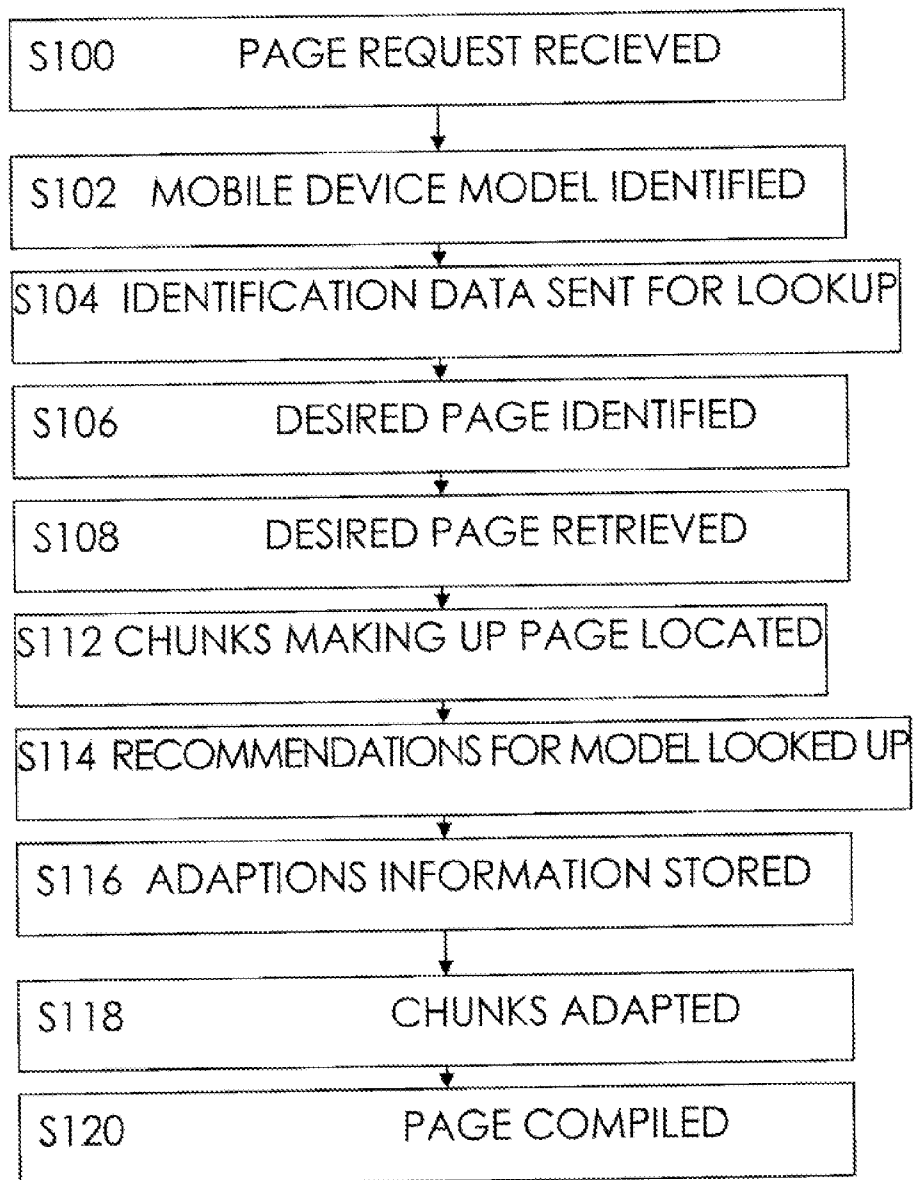 S100 PAGE REQUEST RECIEVED
S102 MOBILE DEVICE MODEL IDENTIFIED
S104 IDENTIFICATION DATA SENT FOR LOOKUP
S106 DESIRED PAGE IDENTIFIED
S108 DESIRED PAGE RETRIEVED
S112 CHUNKS MAKING UP PAGE LOCATED
S114 RECOMMENDATIONS FOR MODEL LOOKED UP
S116 ADAPTIONS INFORMATION STORED
S118 CHUNKS ADAPTED
S120 PAGE COMPILED